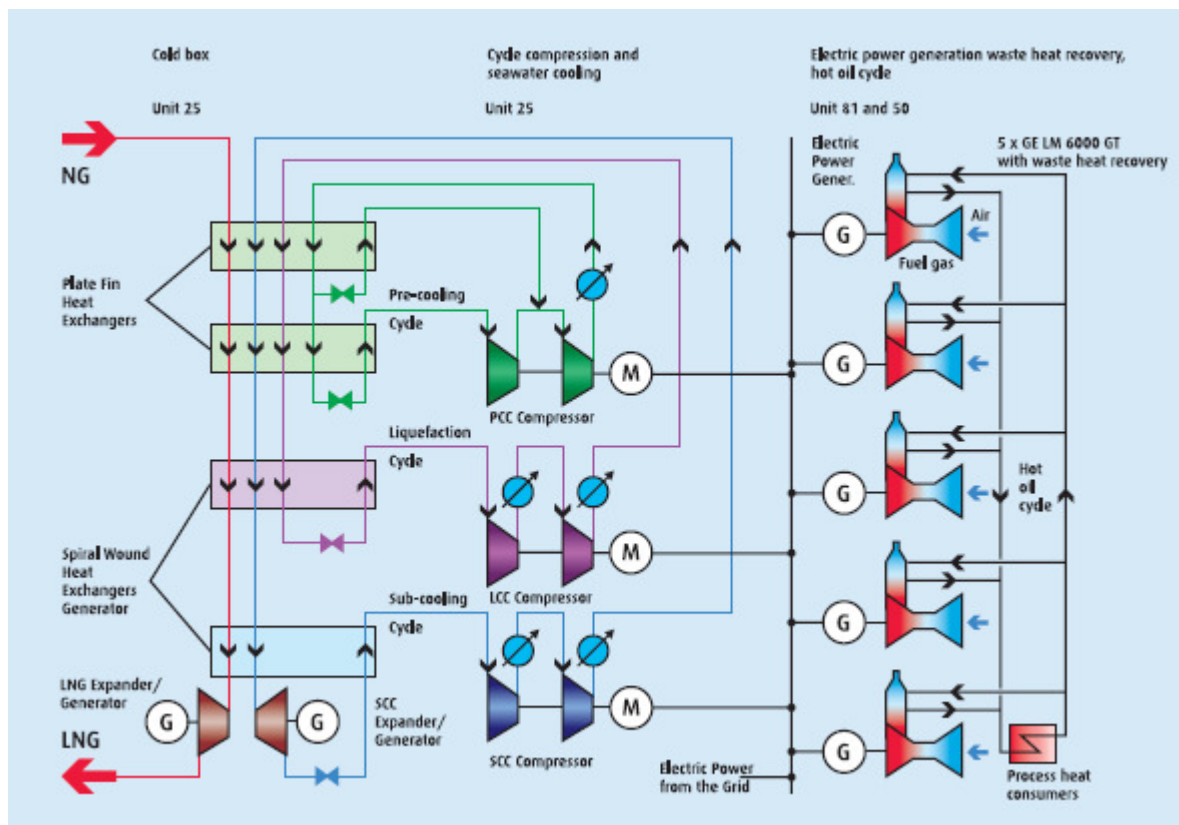 Cold box
Unit 25
Cycle compression and
seawater cooling
Unit 25
Electric power generation waste heat recovery,
hot oil cycle
Unit 81 and 50
NG
Electric
Power
Gener.
5 x GE LM 6000 GT
with waste heat recovery
G
Air
Fuel gas
Plate Fin
Heat
Exchangers
Pre-cooling
Cycle
M
G
PCC Compressor
Liquefaction
Cycle
G
Hot
oil
cycle
Spiral Wound
Heat
Exchangers
Generator
M
LCC Compressor
G
Sub-cooling
Cycle
LNG Expander/
Generator
G
G
SCC
Expander/
Generator
M
SCC Compressor
G
LNG
Electric Power
from the Grid
Process heat
consumers